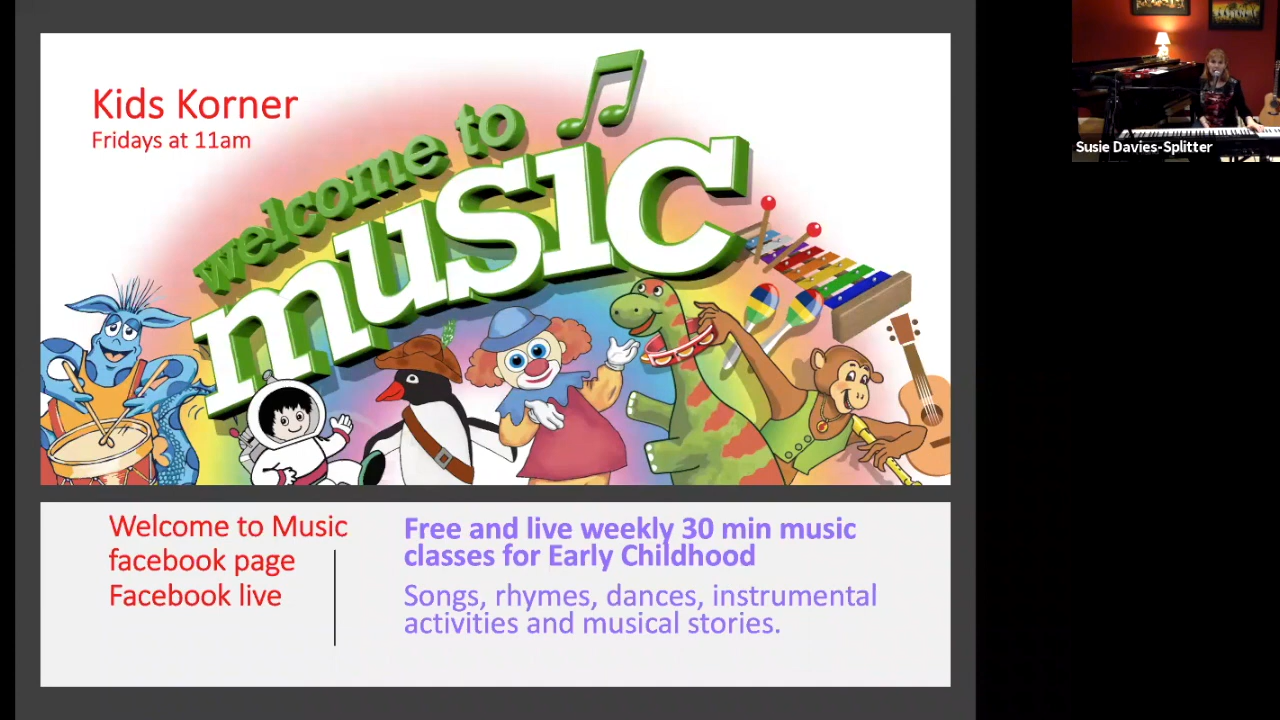 Kids Korner
Fridays at 11am
welcome to
music
Welcome to Music
facebook page
Facebook live
Free and live weekly 30 min music
classes for Early Childhood
Songs, rhymes, dances, instrumental
activities and musical stories.
Susie Davies-Splitter